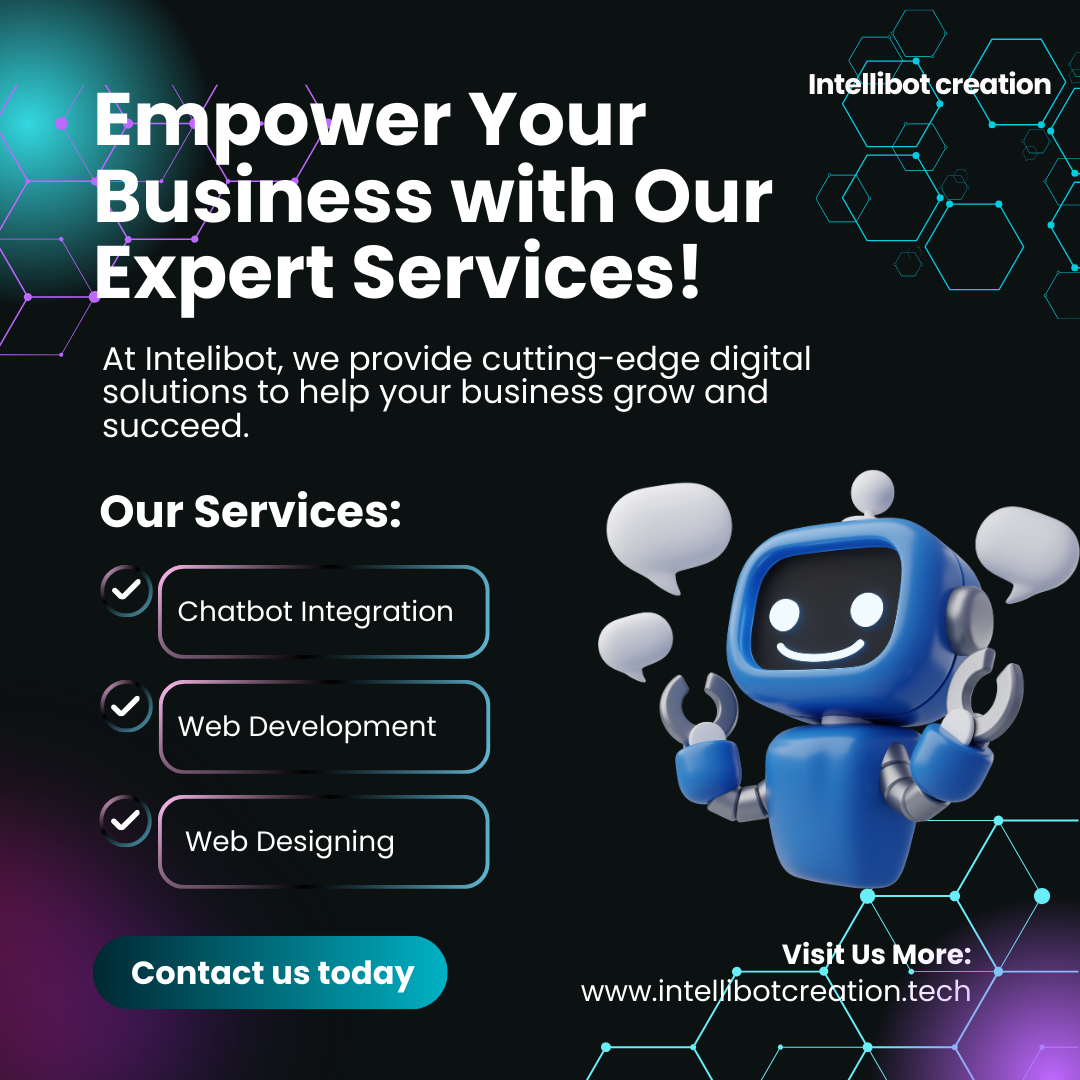 Intellibot creation
Empower Your
Business with Our
Expert Services!
At Intelibot, we provide cutting-edge digital
solutions to help your business grow and
succeed.
Our Services:
Chatbot Integration
Web Development
Web Designing
Contact us today
Visit Us More:
www.intellibotcreation.tech